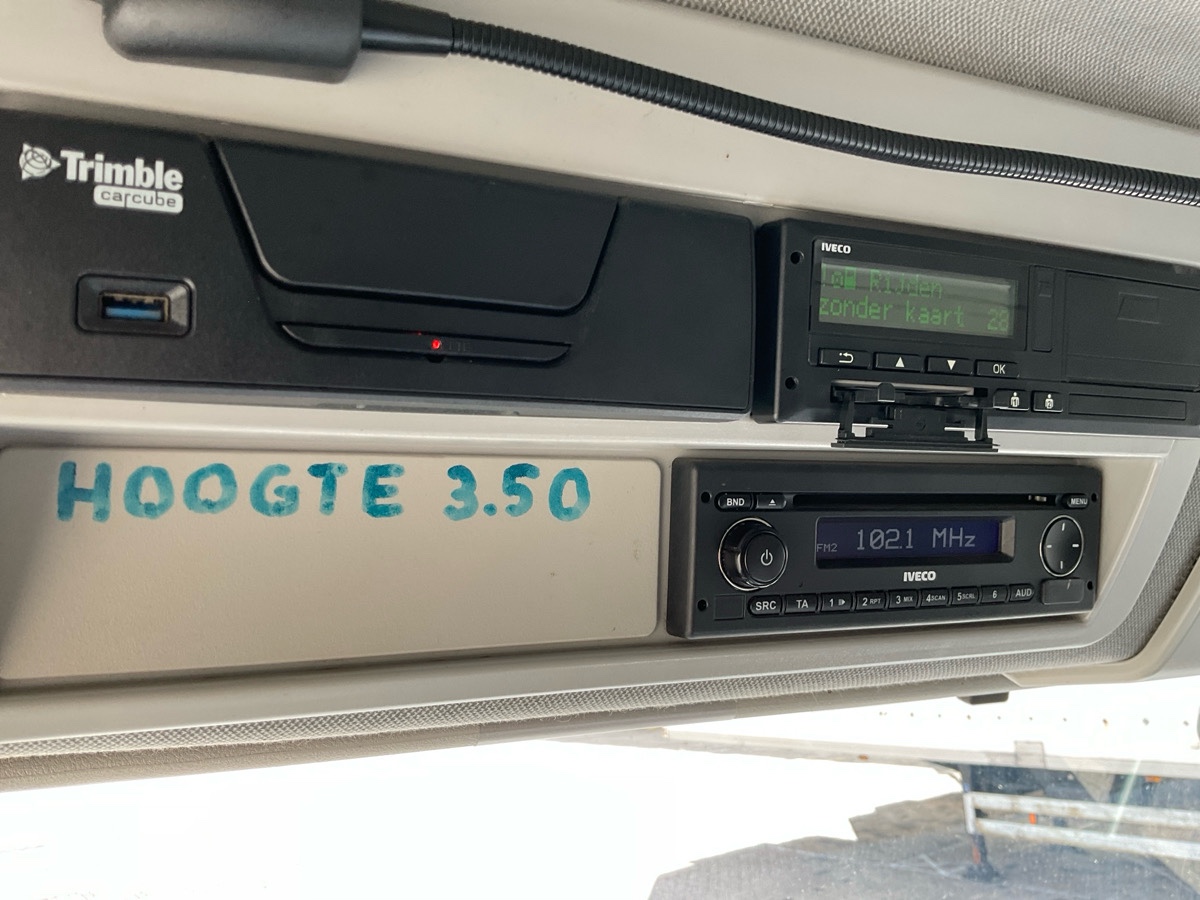 Trimble
carcube
IVECO
Rijden
zonder kaart 28
OK
HOOGTE 3.50
BND
MENU
FM2 102.1 MHz
IVECO
SRC TA 1 2 RPT 3 MIX 4 SCAN 5 SCRL 6 AUD